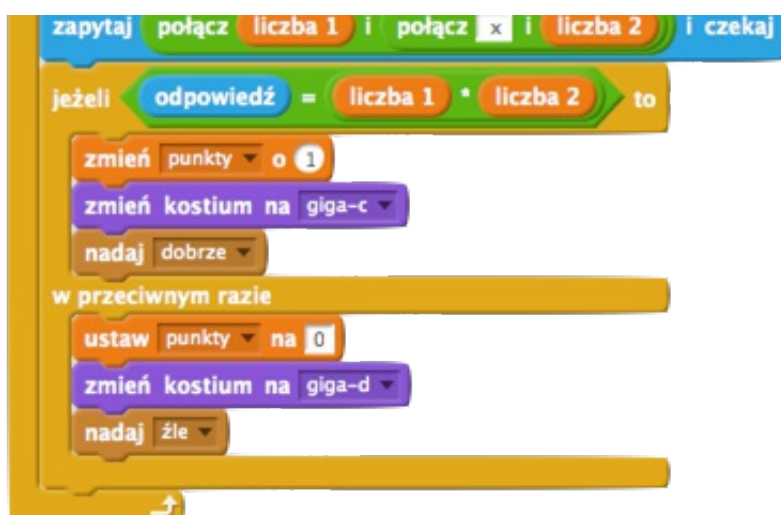 zapytaj połącz liczba 1 i połącz x i liczba 2 i czekaj
jeżeli odpowiedź = liczba 1 * liczba 2 to
zmień punkty o 1
zmień kostium na giga-c
nadaj dobrze
w przeciwnym razie
ustaw punkty na 0
zmień kostium na giga-d
nadaj źle